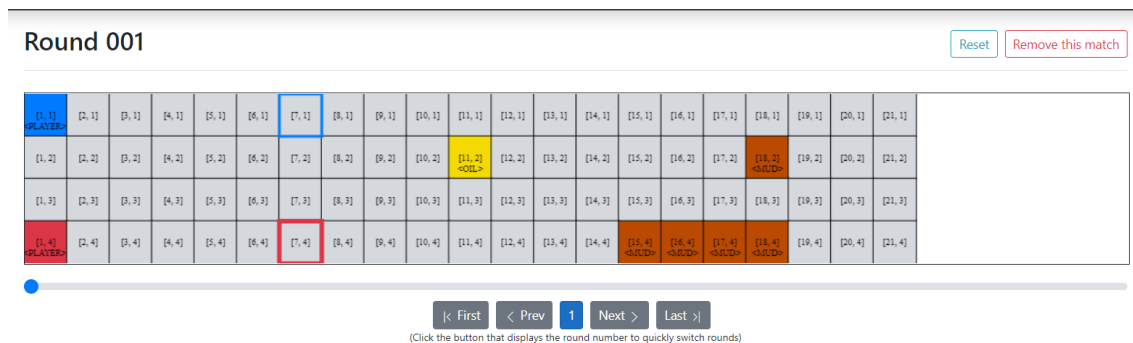 Round 001
Reset
Remove this match
[1, 1] [2, 1] [3, 1] [4, 1] [5, 1] [6, 1] [7, 1] [8, 1] [9, 1] [10, 1] [11, 1] [12, 1] [13, 1] [14, 1] [15, 1] [16, 1] [17, 1] [18, 1] [19, 1] [20, 1] [21, 1]
<PLAYER>
[1, 2] [2, 2] [3, 2] [4, 2] [5, 2] [6, 2] [7, 2] [8, 2] [9, 2] [10, 2] [11, 2] [12, 2] [13, 2] [14, 2] [15, 2] [16, 2] [17, 2] [18, 2] [19, 2] [20, 2] [21, 2]
<OIL> <MUD>
[1, 3] [2, 3] [3, 3] [4, 3] [5, 3] [6, 3] [7, 3] [8, 3] [9, 3] [10, 3] [11, 3] [12, 3] [13, 3] [14, 3] [15, 3] [16, 3] [17, 3] [18, 3] [19, 3] [20, 3] [21, 3]
[1, 4] [2, 4] [3, 4] [4, 4] [5, 4] [6, 4] [7, 4] [8, 4] [9, 4] [10, 4] [11, 4] [12, 4] [13, 4] [14, 4] [15, 4] [16, 4] [17, 4] [18, 4] [19, 4] [20, 4] [21, 4]
<PLAYER> <MUD> <MUD> <MUD> <MUD>
|< First < Prev 1 Next > Last >|
(Click the button that displays the round number to quickly switch rounds)